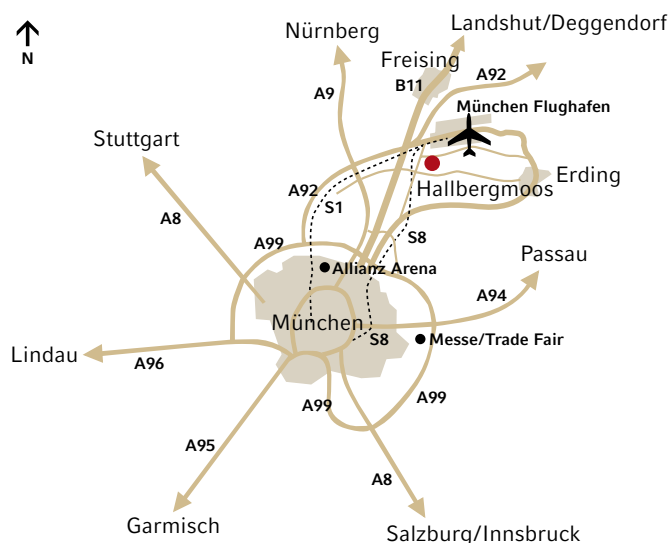 Landshut/Deggendorf
Nürnberg
Freising
N
A92
B11
A9
München Flughafen
Stuttgart
Erding
A92
Hallbergmoos
S1
A8
S8
A99
Passau
Allianz Arena
A94
München
S8
Messe/Trade Fair
Lindau
A96
A99
A99
A95
A8
Garmisch
Salzburg/Innsbruck